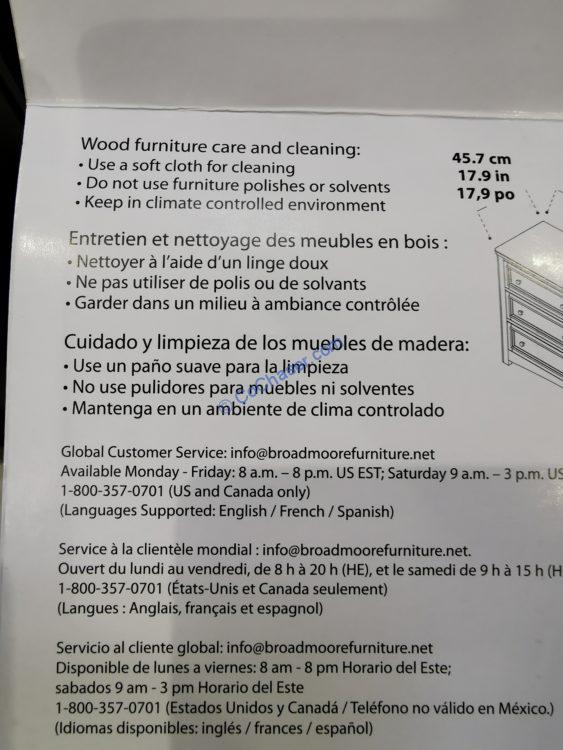 Wood furniture care and cleaning:
• Use a soft cloth for cleaning
• Do not use furniture polishes or solvents
• Keep in climate controlled environment
45.7 cm
17.9 in
17,9 po
Entretien et nettoyage des meubles en bois :
• Nettoyer à l'aide d'un linge doux
• Ne pas utiliser de polis ou de solvants
• Garder dans un milieu à ambiance contrôlée
Cuidado y limpieza de los muebles de madera:
• Use un paño suave para la limpieza
• No use pulidores para muebles ni solventes
• Mantenga en un ambiente de clima controlado
© CoChaser.com
Global Customer Service: info@broadmoorefurniture.net
Available Monday - Friday: 8 a.m. – 8 p.m. US EST; Saturday 9 a.m. – 3 p.m. US
1-800-357-0701 (US and Canada only)
(Languages Supported: English / French / Spanish)
Service à la clientèle mondial : info@broadmoorefurniture.net.
Ouvert du lundi au vendredi, de 8 h à 20 h (HE), et le samedi de 9 h à 15 h (H
1-800-357-0701 (États-Unis et Canada seulement)
(Langues : Anglais, français et espagnol)
Servicio al cliente global: info@broadmoorefurniture.net
Disponible de lunes a viernes: 8 am - 8 pm Horario del Este;
sabados 9 am - 3 pm Horario del Este
1-800-357-0701 (Estados Unidos y Canadá / Teléfono no válido en México.)
(Idiomas disponibles: inglés / frances / español)